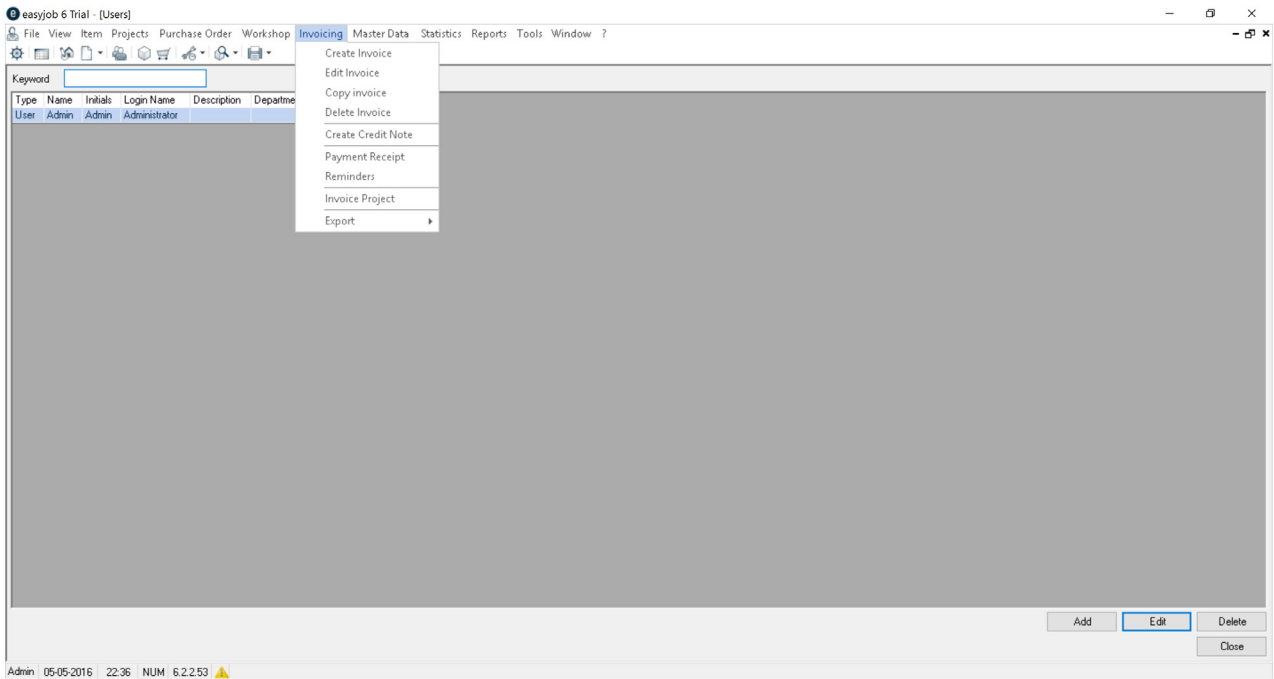 easyjob 6 Trial - [Users]
File View Item Projects Purchase Order Workshop Invoicing Master Data Statistics Reports Tools Window ?
Create Invoice
Edit Invoice
Copy invoice
Delete Invoice
Create Credit Note
Payment Receipt
Reminders
Invoice Project
Export
Keyword
Type Name Initials Login Name Description Departme
User Admin Admin Administrator
Add Edit Delete
Close
Admin 05-05-2016 22:36 NUM 6.2.2.53